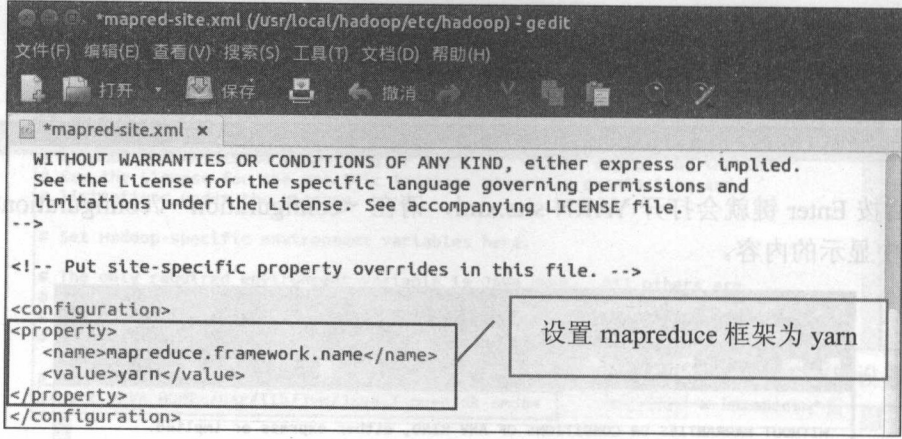 *mapred-site.xml (/usr/local/hadoop/etc/hadoop) - gedit
文件(F) 编辑(E) 查看(V) 搜索(S) 工具(T) 文档(D) 帮助(H)
打开 保存 撤消
*mapred-site.xml ×
WITHOUT WARRANTIES OR CONDITIONS OF ANY KIND, either express or implied.
See the License for the specific language governing permissions and
limitations under the License. See accompanying LICENSE file.
-->
<!-- Put site-specific property overrides in this file. -->
<configuration>
<property>
<name>mapreduce.framework.name</name>
<value>yarn</value>
</property>
</configuration>
设置 mapreduce 框架为 yarn